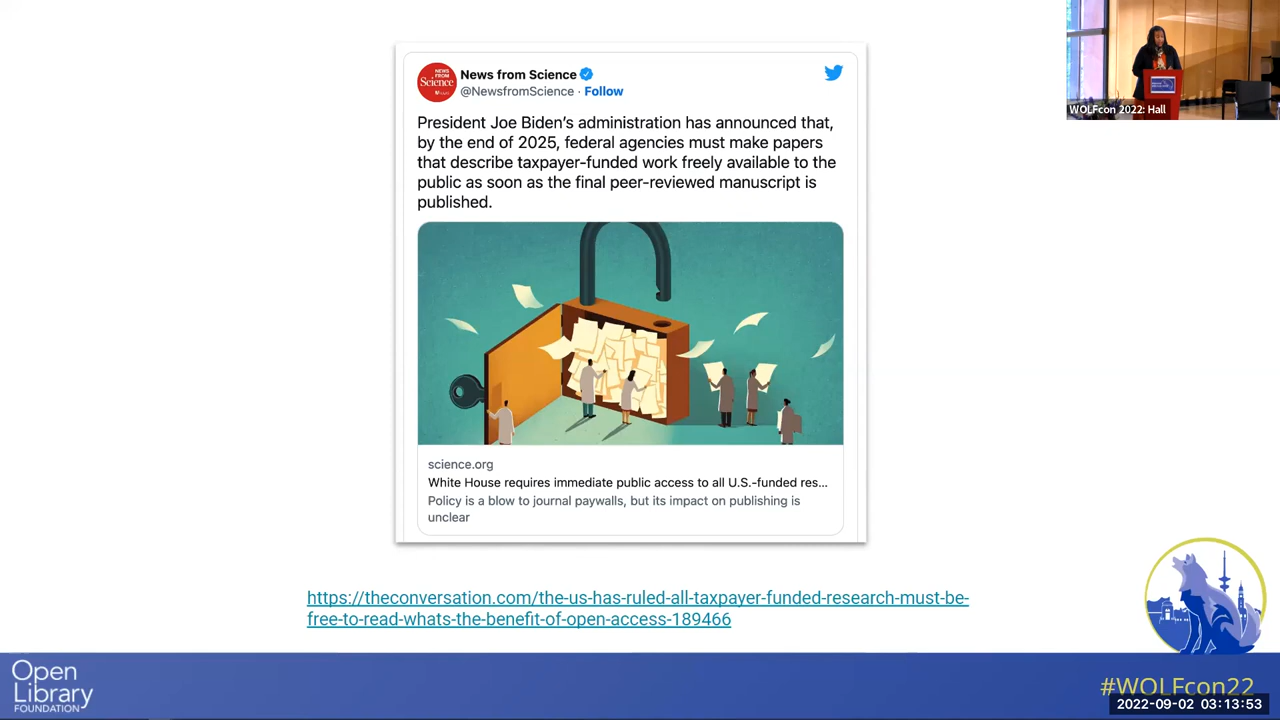 WOLFcon 2022: Hall
NEWS
FROM
Science
News from Science
@NewsfromScience · Follow
President Joe Biden's administration has announced that,
by the end of 2025, federal agencies must make papers
that describe taxpayer-funded work freely available to the
public as soon as the final peer-reviewed manuscript is
published.
science.org
White House requires immediate public access to all U.S.-funded res...
Policy is a blow to journal paywalls, but its impact on publishing is
unclear
https://theconversation.com/the-us-has-ruled-all-taxpayer-funded-research-must-be-
free-to-read-whats-the-benefit-of-open-access-189466
Open
Library
FOUNDATION
#WOLFcon22
2022-09-02 03:13:53